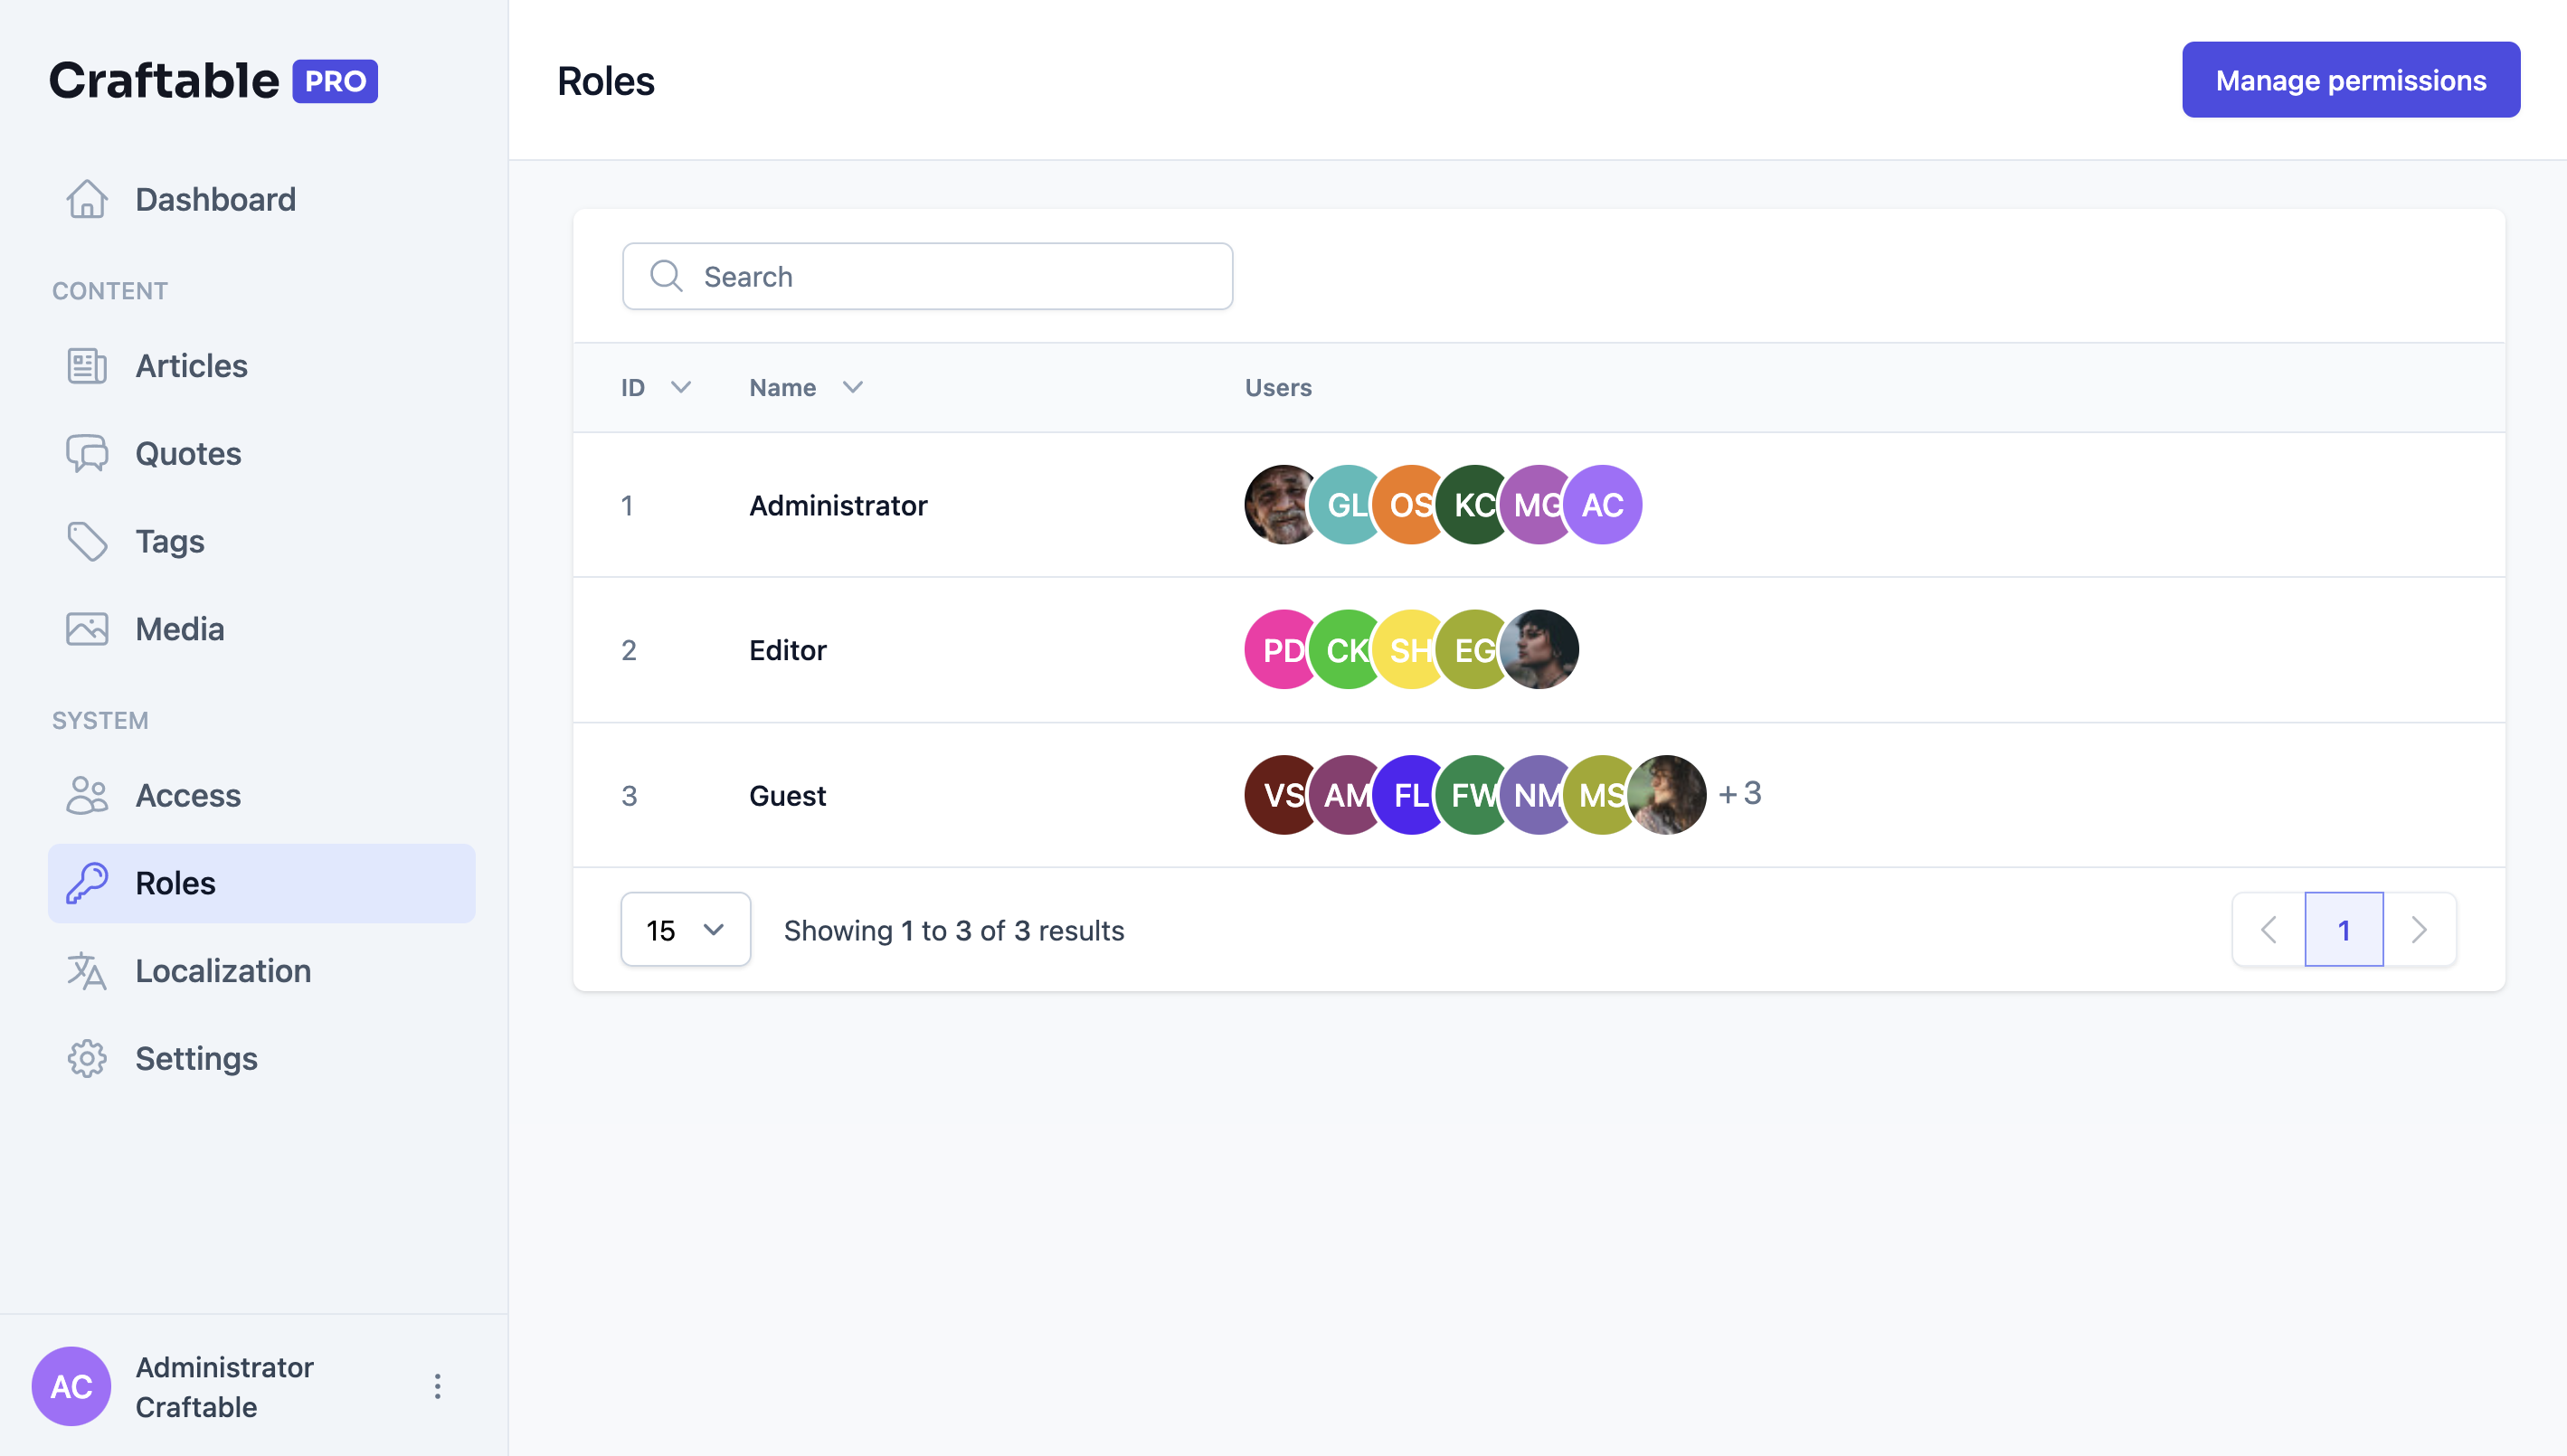 Craftable PRO
Dashboard
CONTENT
Articles
Quotes
Tags
Media
SYSTEM
Access
Roles
Localization
Settings
AC
Administrator
Craftable
Roles
Manage permissions
Search
ID Name Users
1 Administrator GL OS KC MG AC
2 Editor PD CK SH EG
3 Guest VS AM FL FW NM MS + 3
15 Showing 1 to 3 of 3 results 1